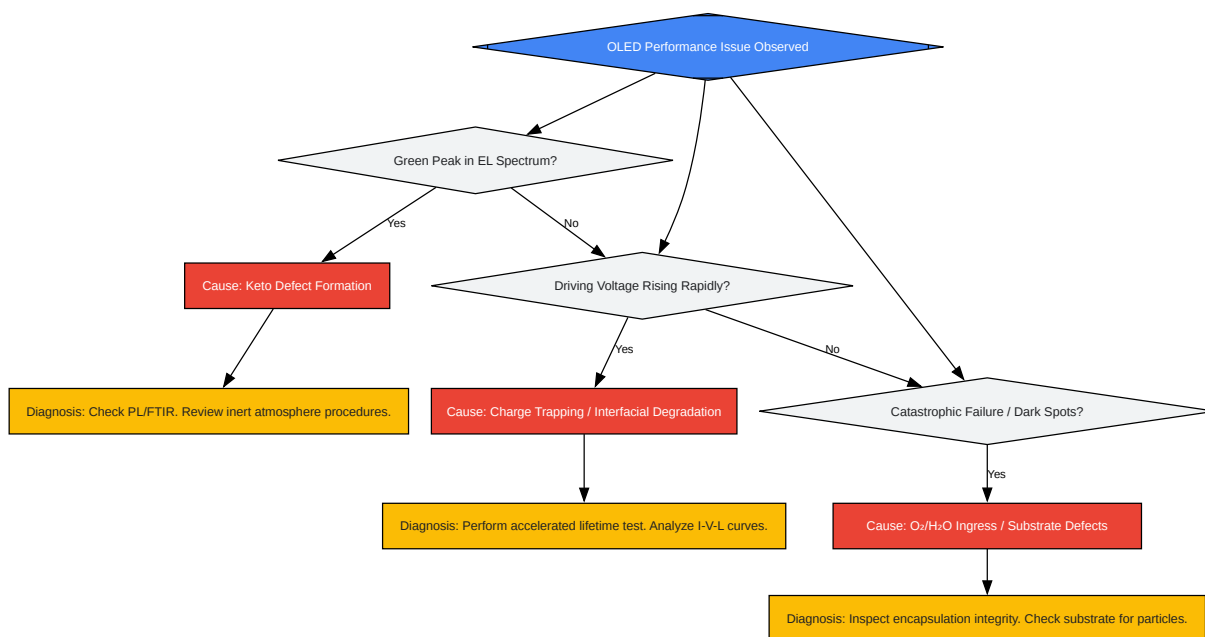 OLED Performance Issue Observed
Green Peak in EL Spectrum?
Yes
No
Cause: Keto Defect Formation
Driving Voltage Rising Rapidly?
Yes
No
Diagnosis: Check PL/FTIR. Review inert atmosphere procedures.
Cause: Charge Trapping / Interfacial Degradation
Catastrophic Failure / Dark Spots?
Yes
Diagnosis: Perform accelerated lifetime test. Analyze I-V-L curves.
Cause: O₂/H₂O Ingress / Substrate Defects
Diagnosis: Inspect encapsulation integrity. Check substrate for particles.